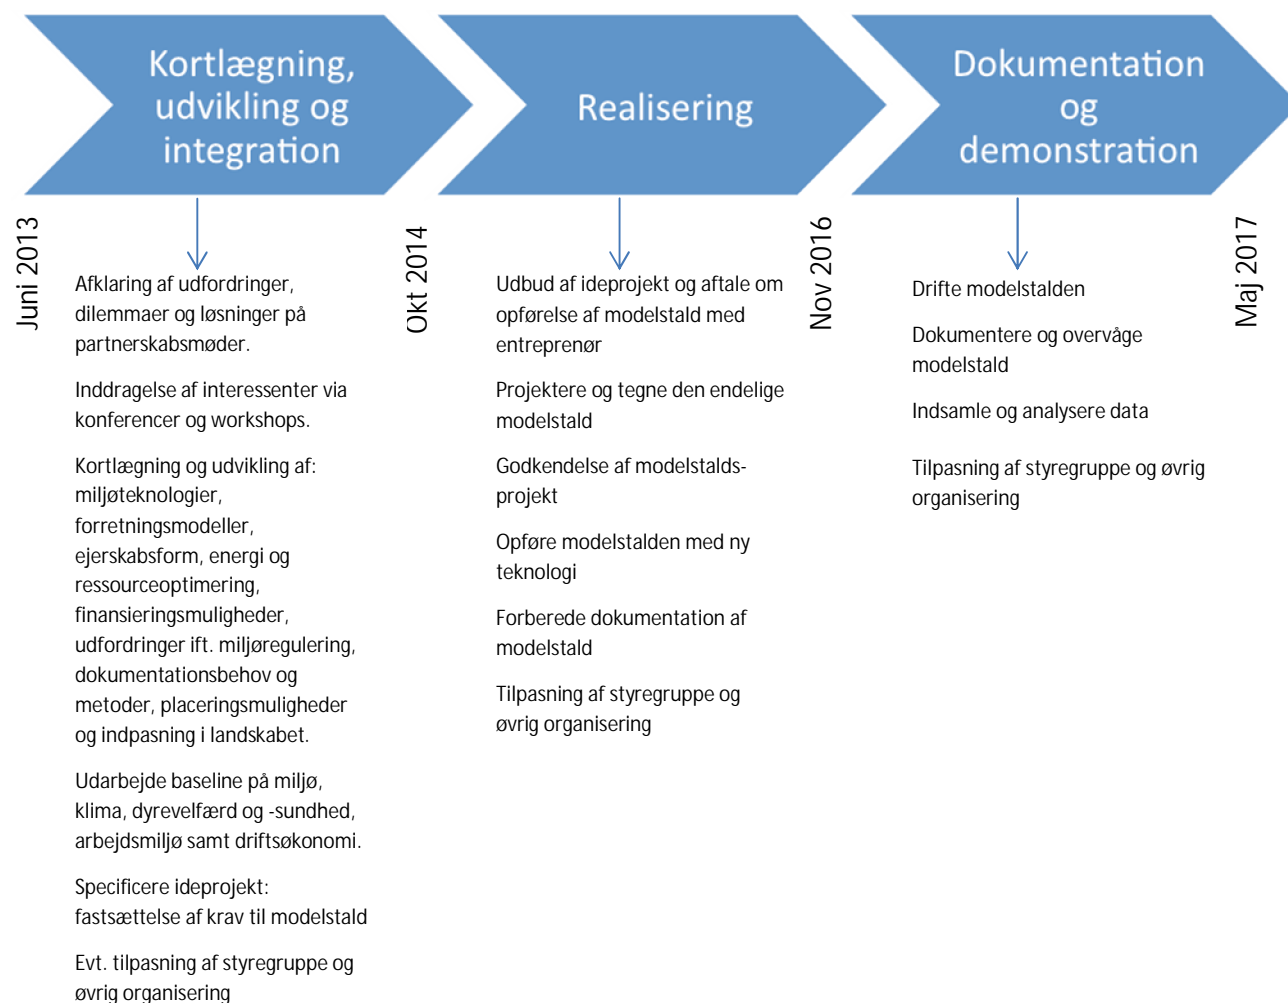 Kortlægning,
udvikling og
integration
Realisering
Dokumentation
og
demonstration
Juni 2013
Okt 2014
Nov 2016
Maj 2017
Afklaring af udfordringer,
dilemmaer og løsninger på
partnerskabsmøder.
Inddragelse af interessenter via
konferencer og workshops.
Kortlægning og udvikling af:
miljøteknologier,
forretningsmodeller,
ejerskabsform, energi og
ressourceoptimering,
finansieringsmuligheder,
udfordringer ift. miljøregulering,
dokumentationsbehov og
metoder, placeringsmuligheder
og indpasning i landskabet.
Udarbejde baseline på miljø,
klima, dyrevelfærd og -sundhed,
arbejdsmiljø samt driftsøkonomi.
Specificere ideprojekt:
fastsættelse af krav til modelstald
Evt. tilpasning af styregruppe og
øvrig organisering
Udbud af ideprojekt og aftale om
opførelse af modelstald med
entreprenør
Projektere og tegne den endelige
modelstald
Godkendelse af modelstalds-
projekt
Opføre modelstalden med ny
teknologi
Forberede dokumentation af
modelstald
Tilpasning af styregruppe og
øvrig organisering
Drifte modelstalden
Dokumentere og overvåge
modelstald
Indsamle og analysere data
Tilpasning af styregruppe og øvrig
organisering